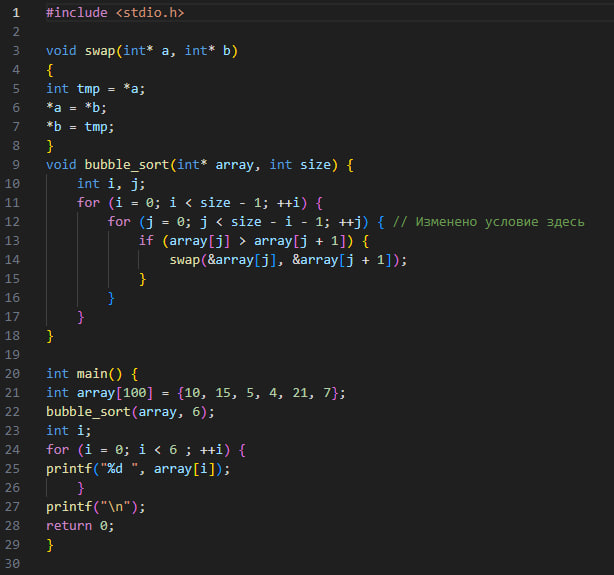 1 #include <stdio.h>
2
3 void swap(int* a, int* b)
4 {
5 int tmp = *a;
6 *a = *b;
7 *b = tmp;
8 }
9 void bubble_sort(int* array, int size) {
10     int i, j;
11     for (i = 0; i < size - 1; ++i) {
12         for (j = 0; j < size - i - 1; ++j) { // Изменено условие здесь
13             if (array[j] > array[j + 1]) {
14                 swap(&array[j], &array[j + 1]);
15             }
16         }
17     }
18 }
19
20 int main() {
21 int array[100] = {10, 15, 5, 4, 21, 7};
22 bubble_sort(array, 6);
23 int i;
24 for (i = 0; i < 6 ; ++i) {
25 printf("%d ", array[i]);
26     }
27 printf("\n");
28 return 0;
29 }
30